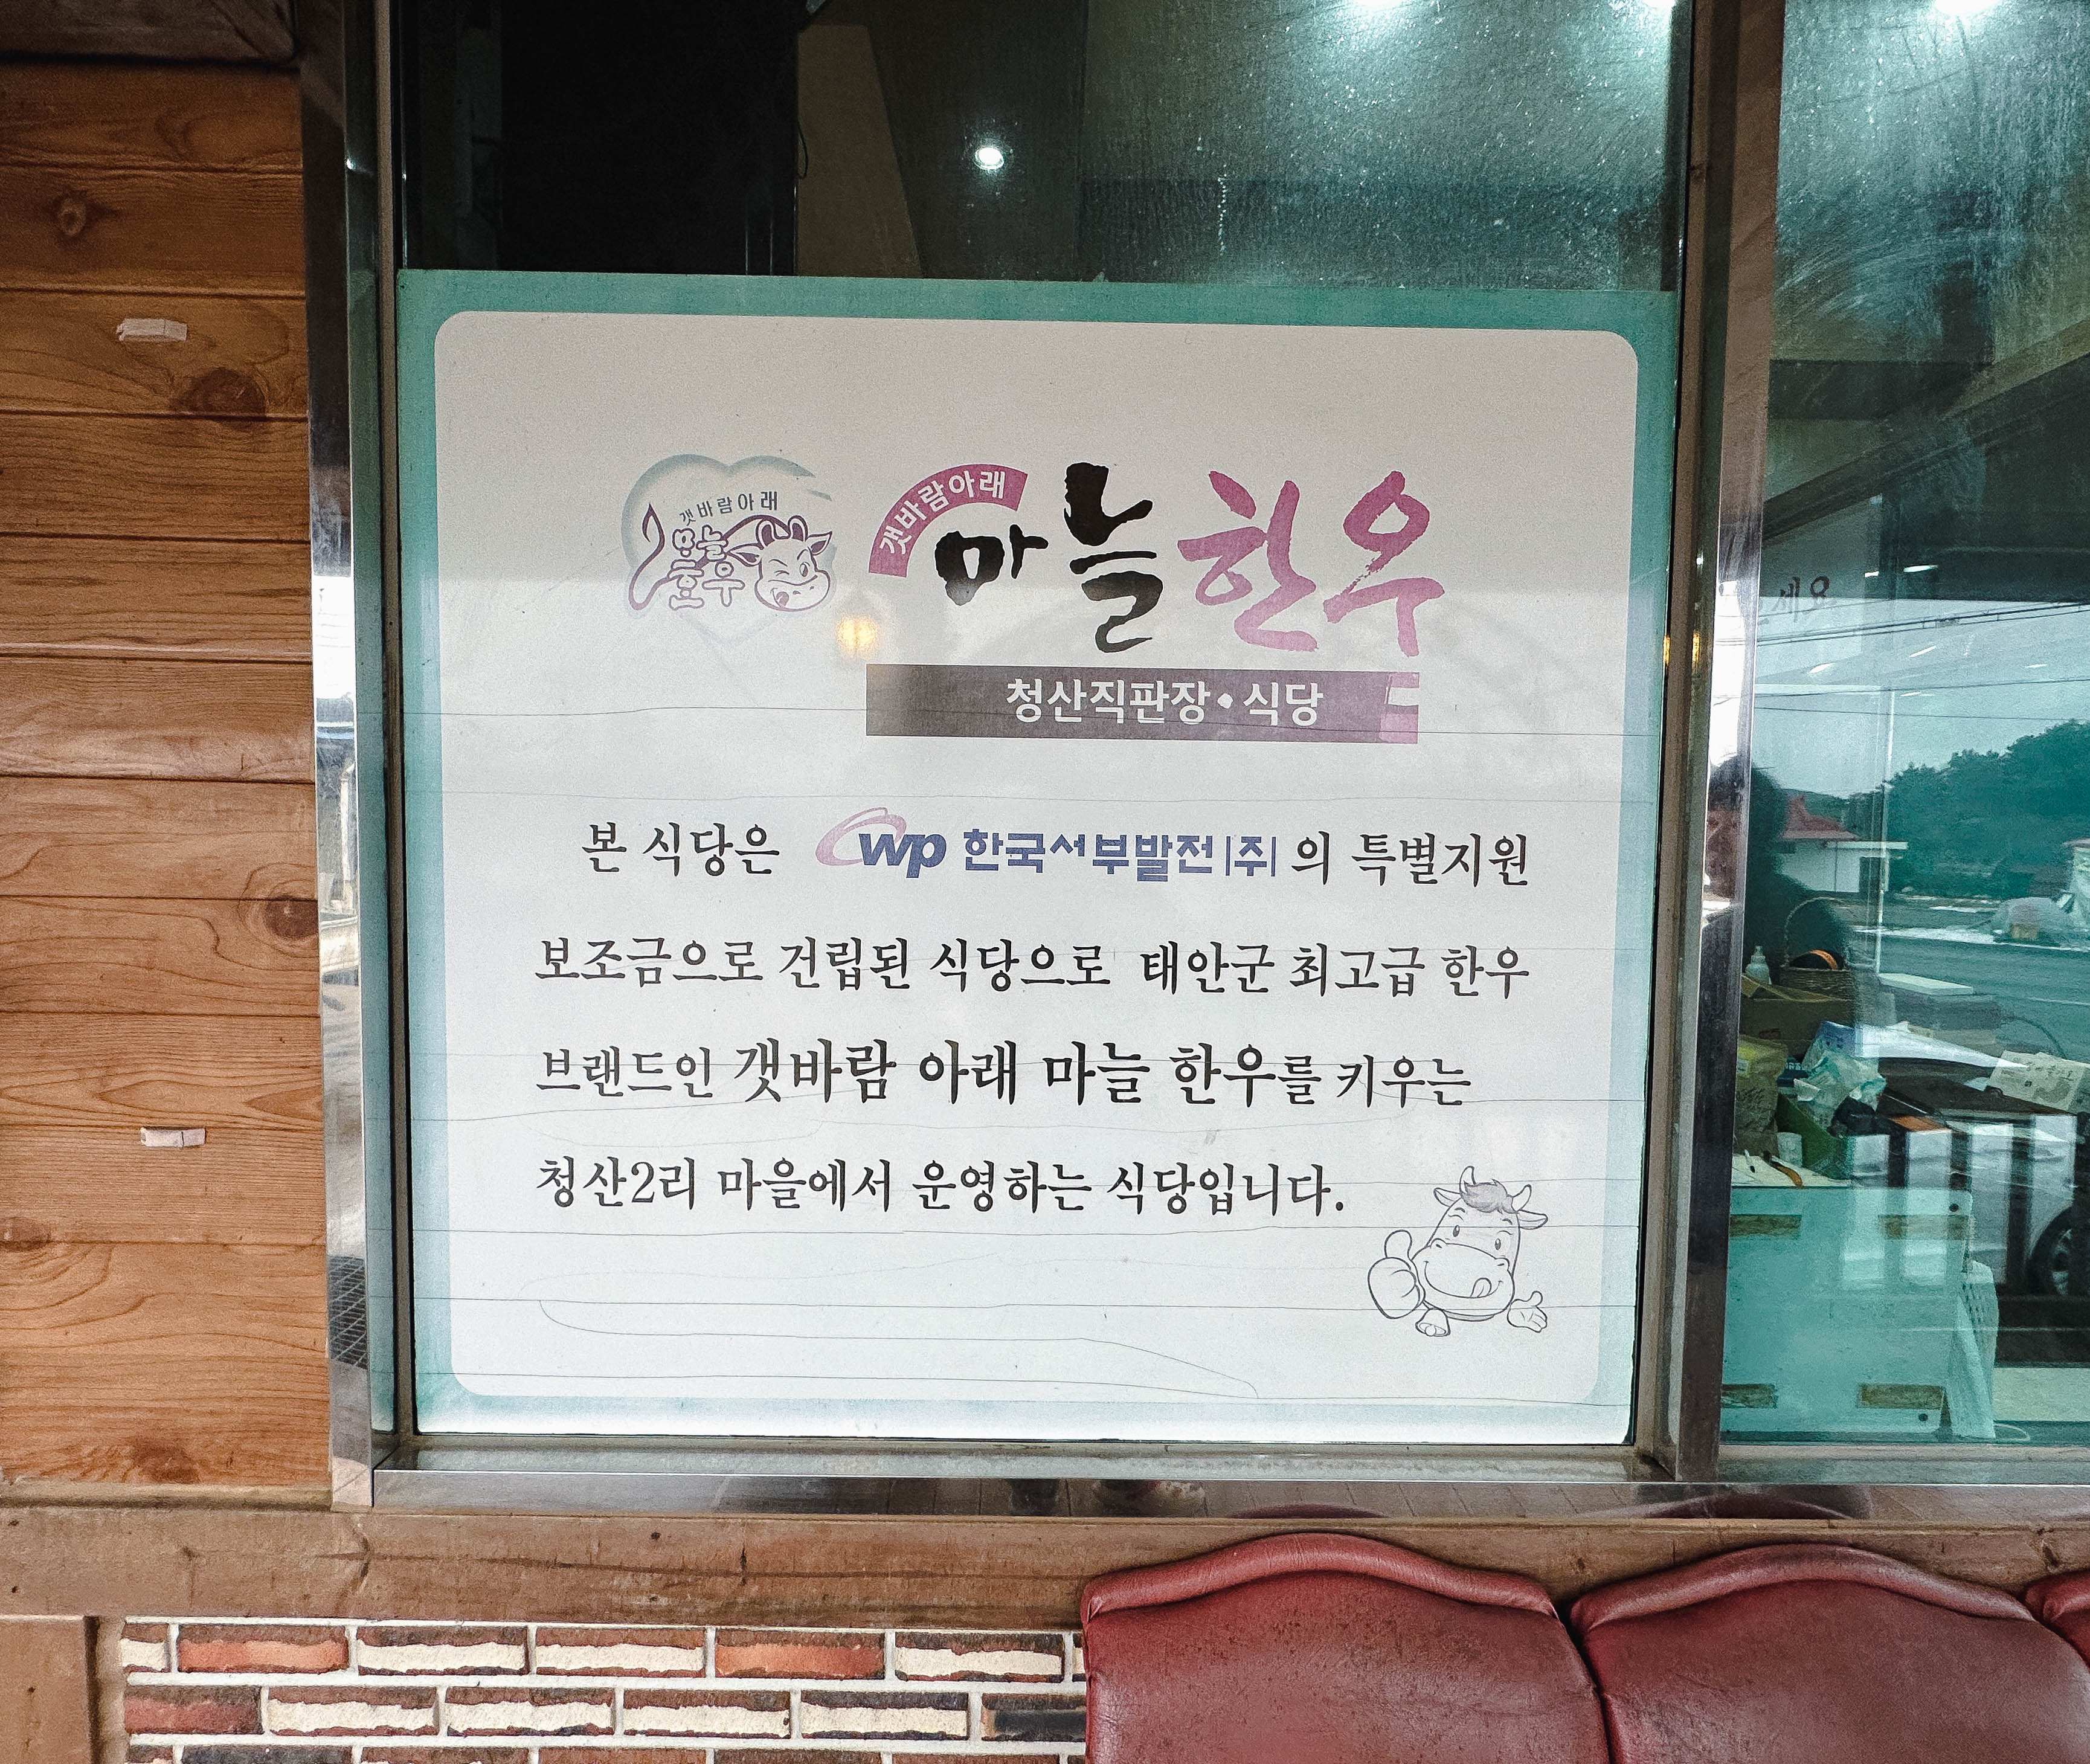 갯바람아래
마늘
한우
갯바람아래
마늘한우
청산직판장•식당
본 식당은 wp 한국서부발전|주| 의 특별지원
보조금으로 건립된 식당으로 태안군 최고급 한우
브랜드인 갯바람 아래 마늘 한우를 키우는
청산2리 마을에서 운영하는 식당입니다.
세요